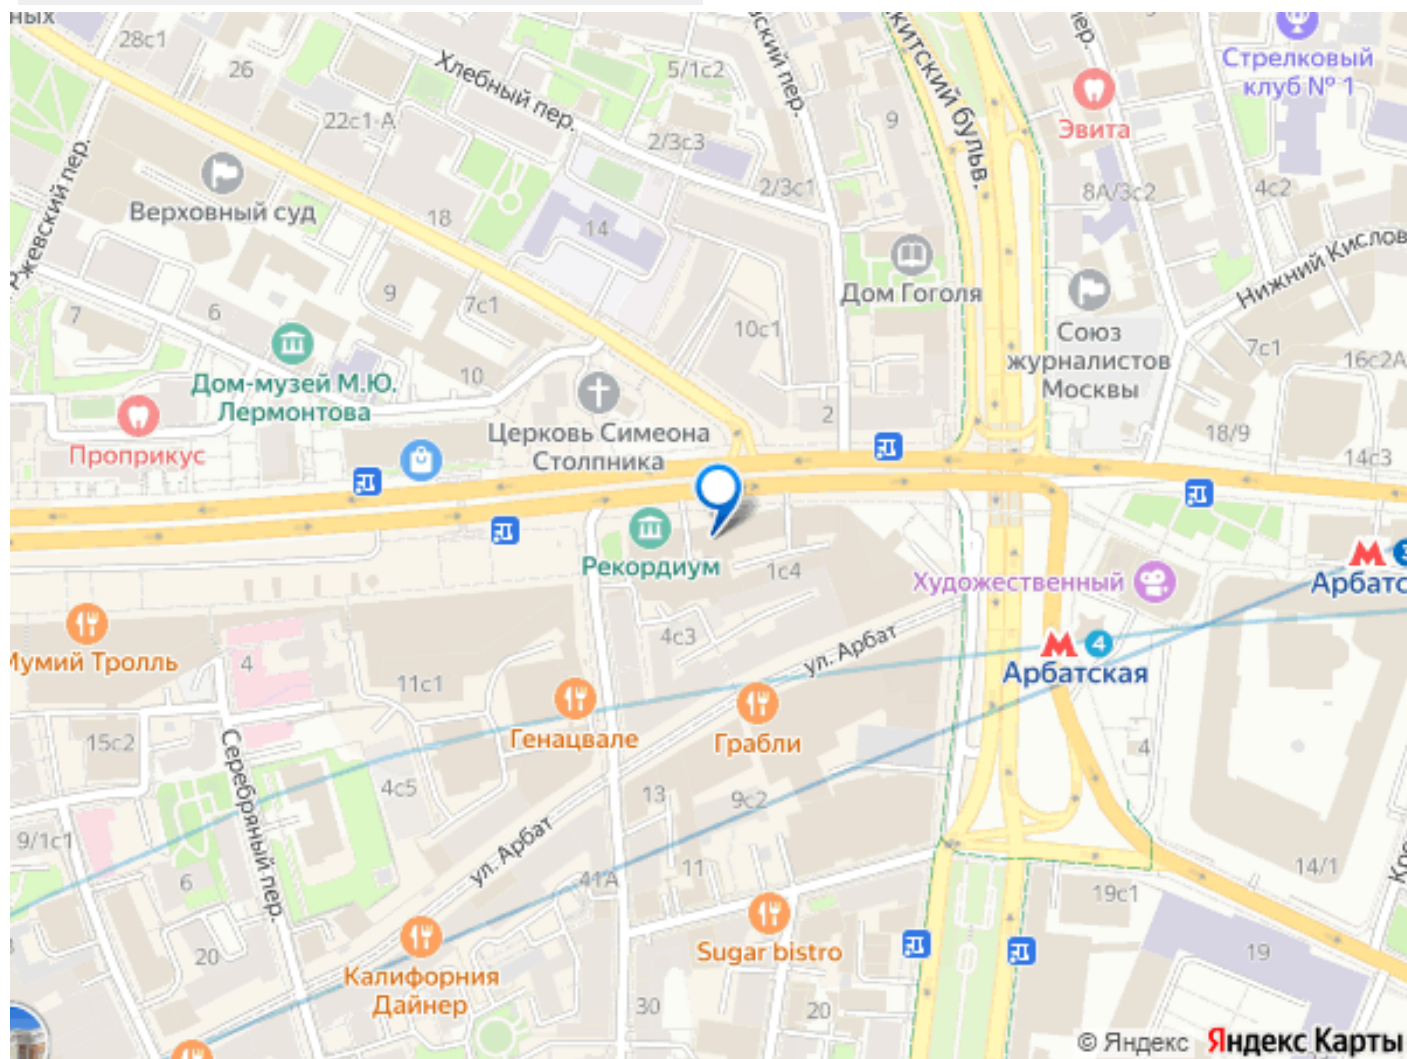 ных
28с1
26
Хлебный пер.
5/1с2
ский пер.
китский бульв.
пер.
Стрелковый
клуб № 1
Эвита
22с1-А
2/3с3
9
Ржевский пер.
Верховный суд
18
2/3с1
14
8А/3с2
4с2
Нижний Кислов
Дом Гоголя
9
7с1
6
7
10с1
Союз
журналистов
Москвы
7с1
16с2А
Дом-музей М.Ю.
Лермонтова
10
Проприкус
Церковь Симеона
Столпника
2
18/9
14с3
Рекордиум
1с4
Художественный
Арбатс
3
Мумий Тролль
4
4с3
ул. Арбат
4
Арбатская
11с1
Генацвале
Грабли
15с2
Серебряный пер.
4с5
13
9с2
4
9/1с1
ул. Арбат
6
41А
11
14/1
Кре
19с1
20
Sugar bistro
19
Калифорния
Дайнер
30
20
© Яндекс Яндекс Карты